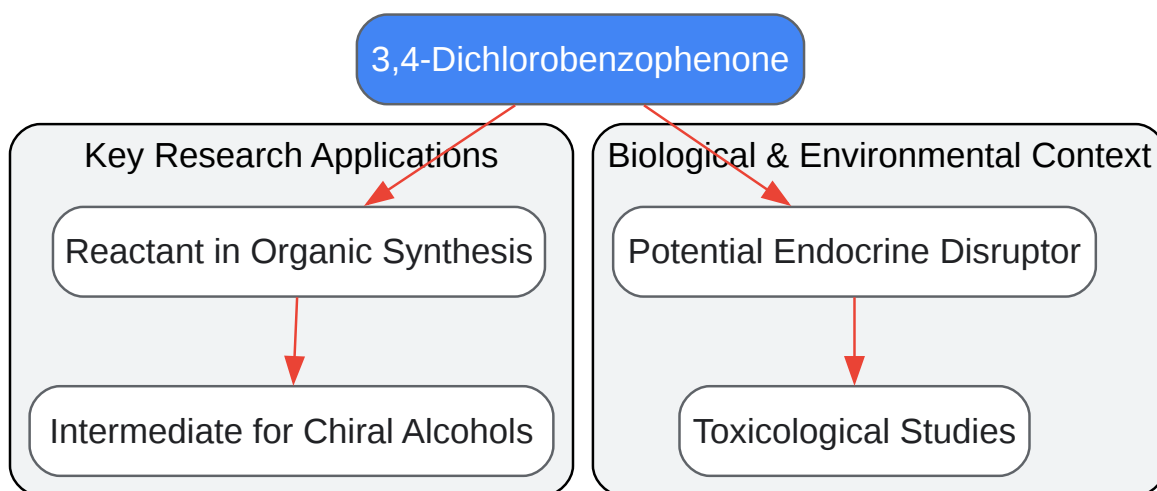 3,4-Dichlorobenzophenone
Key Research Applications
Reactant in Organic Synthesis
Intermediate for Chiral Alcohols
Biological & Environmental Context
Potential Endocrine Disruptor
Toxicological Studies